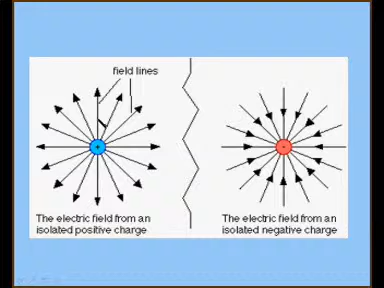 field lines
The electric field from an
isolated positive charge
The electric field from an
isolated negative charge